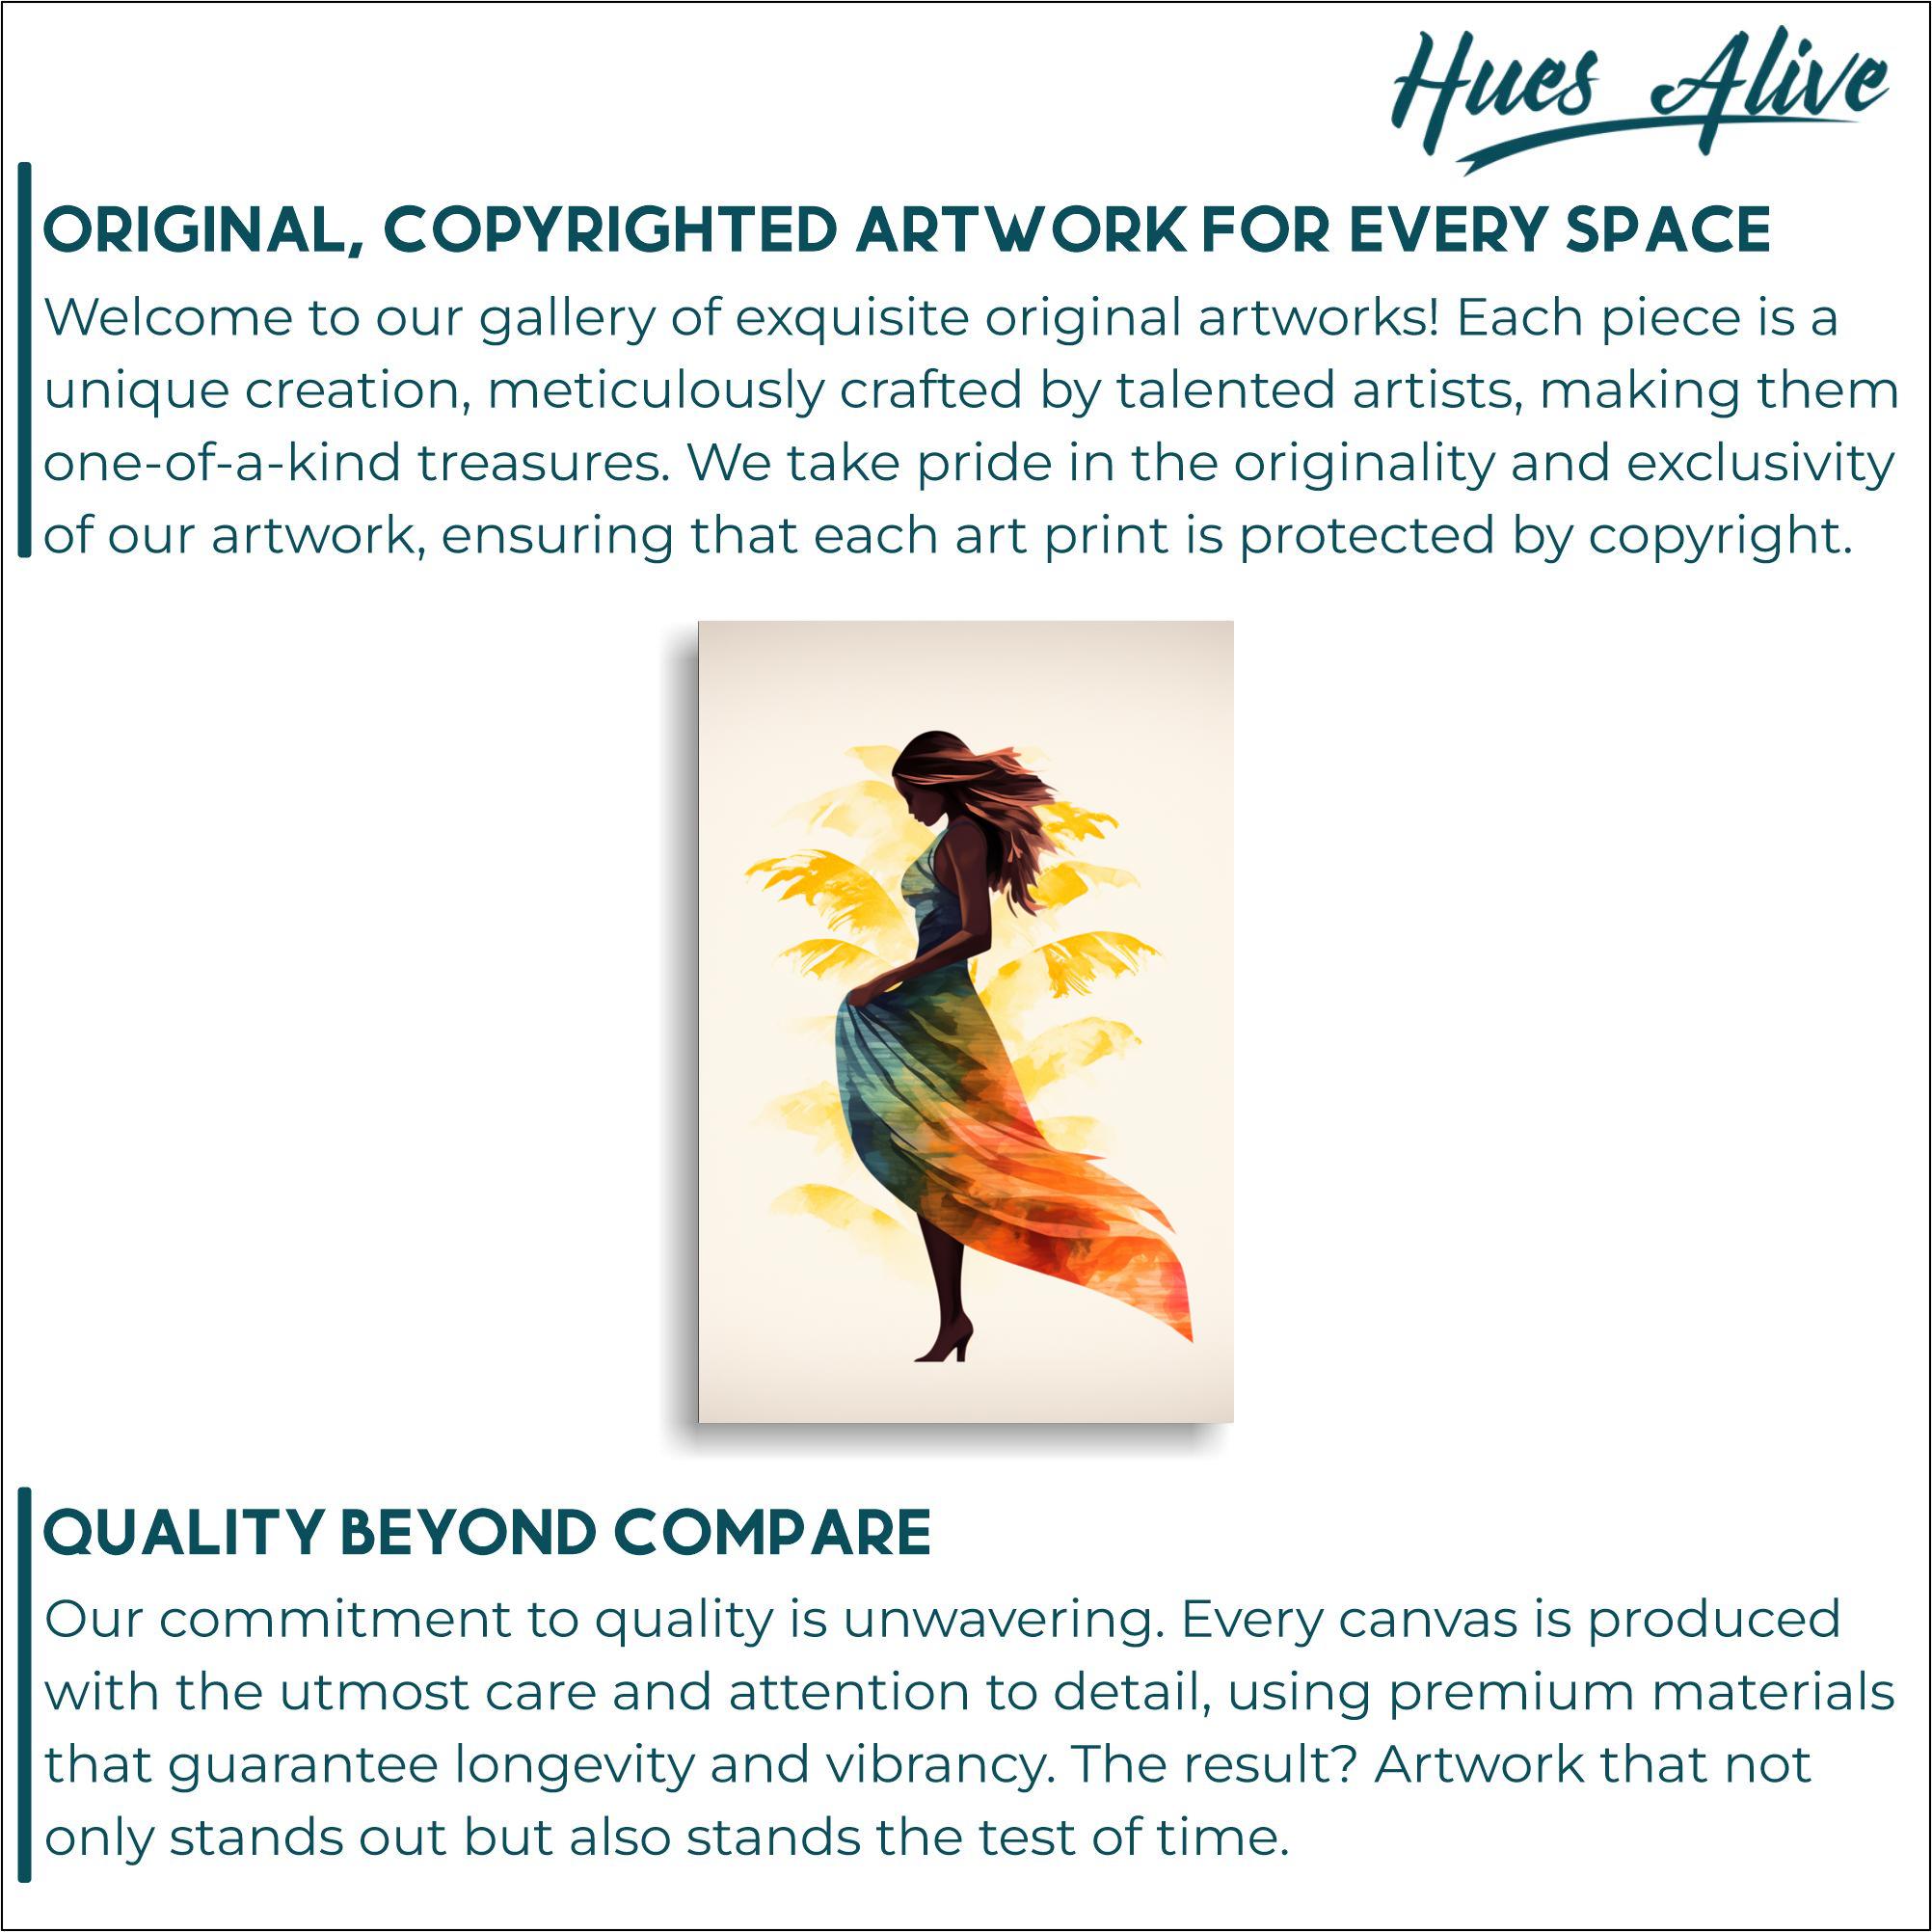 Hues Alive
ORIGINAL, COPYRIGHTED ARTWORK FOR EVERY SPACE
Welcome to our gallery of exquisite original artworks! Each piece is a
unique creation, meticulously crafted by talented artists, making them
one-of-a-kind treasures. We take pride in the originality and exclusivity
of our artwork, ensuring that each art print is protected by copyright.
QUALITY BEYOND COMPARE
Our commitment to quality is unwavering. Every canvas is produced
with the utmost care and attention to detail, using premium materials
that guarantee longevity and vibrancy. The result? Artwork that not
only stands out but also stands the test of time.